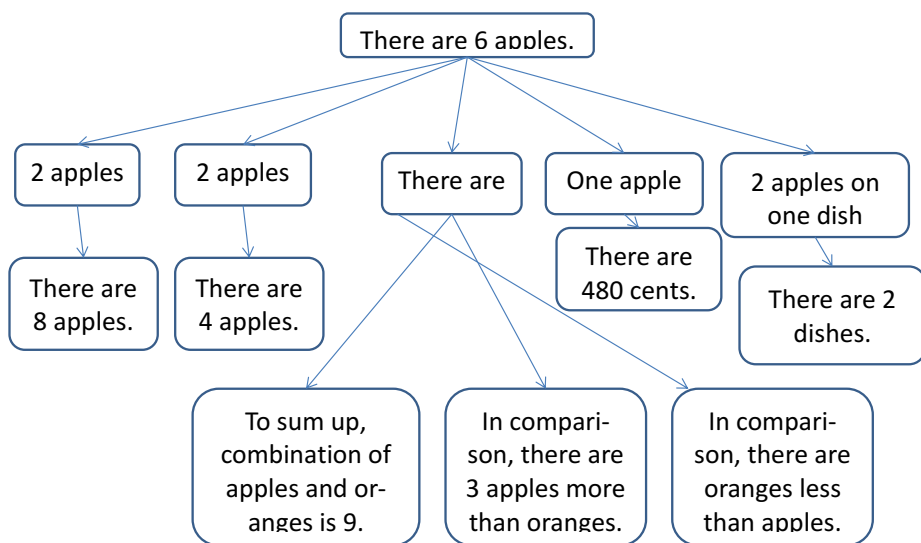 There are 6 apples.
2 apples
2 apples
There are
One apple
2 apples on
one dish
There are
8 apples.
There are
4 apples.
There are
480 cents.
There are 2
dishes.
To sum up,
combination of
apples and or-
anges is 9.
In compari-
son, there are
3 apples more
than oranges.
In compari-
son, there are
oranges less
than apples.